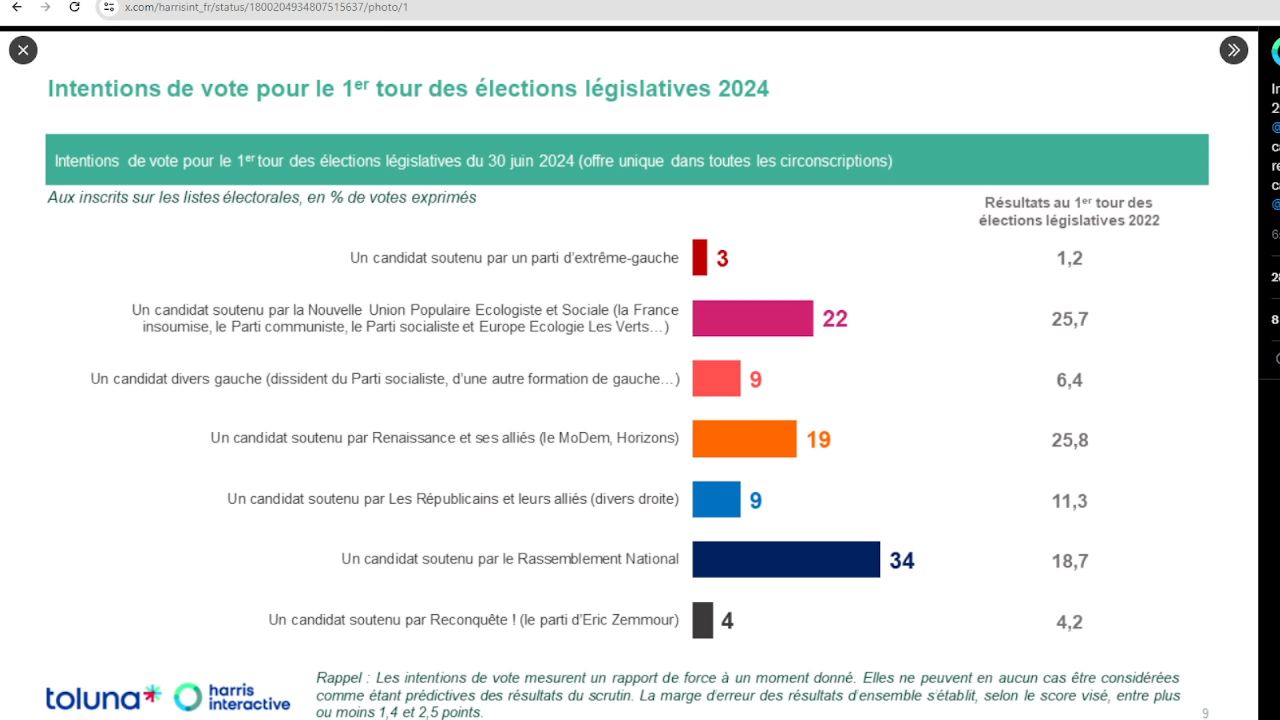 x.com/harrisint_fr/status/1800204934807515637/photo/1
Intentions de vote pour le 1er tour des élections législatives 2024
Intentions de vote pour le 1er tour des élections législatives du 30 juin 2024 (offre unique dans toutes les circonscriptions)
Aux inscrits sur les listes électorales, en % de votes exprimés
Résultats au 1er tour des
élections législatives 2022
Un candidat soutenu par un parti d'extrême-gauche 3 1,2
Un candidat soutenu par la Nouvelle Union Populaire Ecologiste et Sociale (la France
insoumise, le Parti communiste, le Parti socialiste et Europe Ecologie Les Verts…) 22 25,7
Un candidat divers gauche (dissident du Parti socialiste, d'une autre formation de gauche…) 9 6,4
Un candidat soutenu par Renaissance et ses alliés (le MoDem, Horizons) 19 25,8
Un candidat soutenu par Les Républicains et leurs alliés (divers droite) 9 11,3
Un candidat soutenu par le Rassemblement National 34 18,7
Un candidat soutenu par Reconquête ! (le parti d'Eric Zemmour) 4 4,2
toluna*
harris
interactive
Rappel : Les intentions de vote mesurent un rapport de force à un moment donné. Elles ne peuvent en aucun cas être considérées
comme étant prédictives des résultats du scrutin. La marge d'erreur des résultats d'ensemble s'établit, selon le score visé, entre plus
ou moins 1,4 et 2,5 points.
9